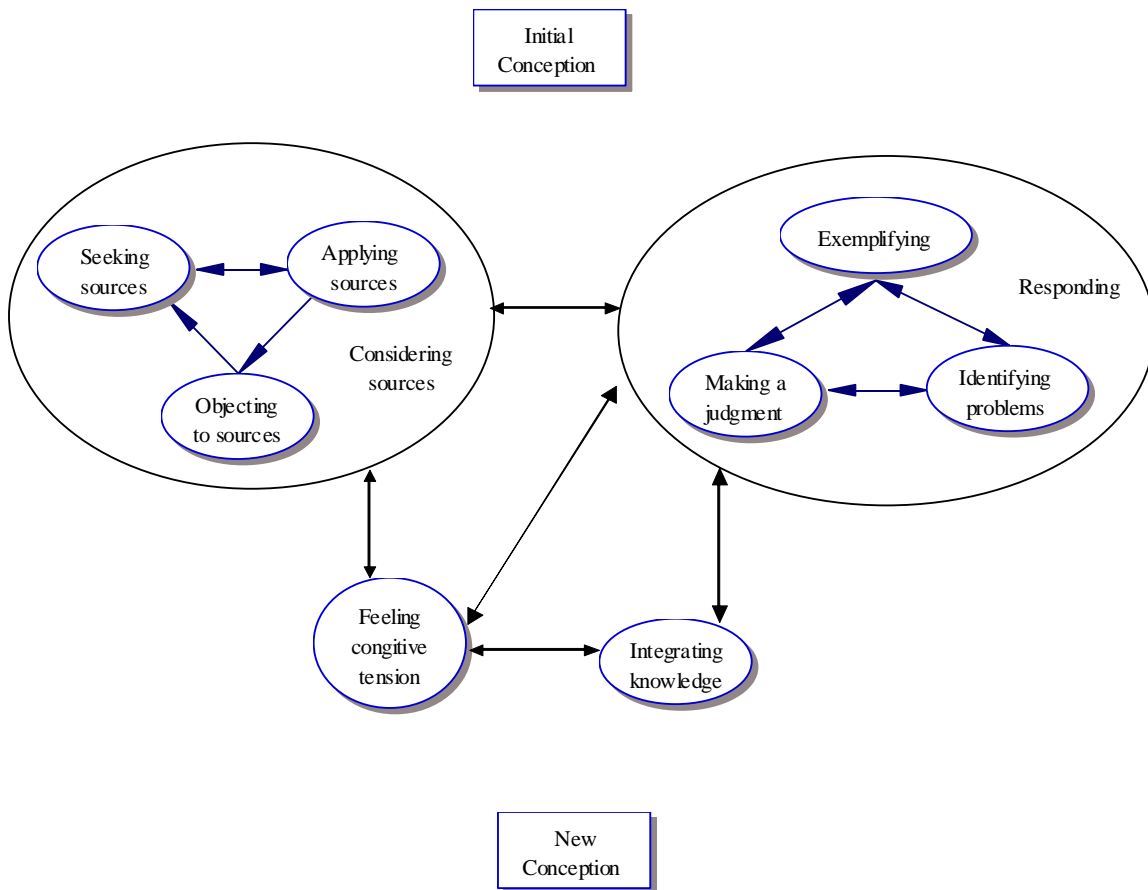 Initial
Conception
Seeking
sources
Applying
sources
Objecting
to sources
Considering
sources
Exemplifying
Responding
Making a
judgment
Identifying
problems
Feeling
congitive
tension
Integrating
knowledge
New
Conception